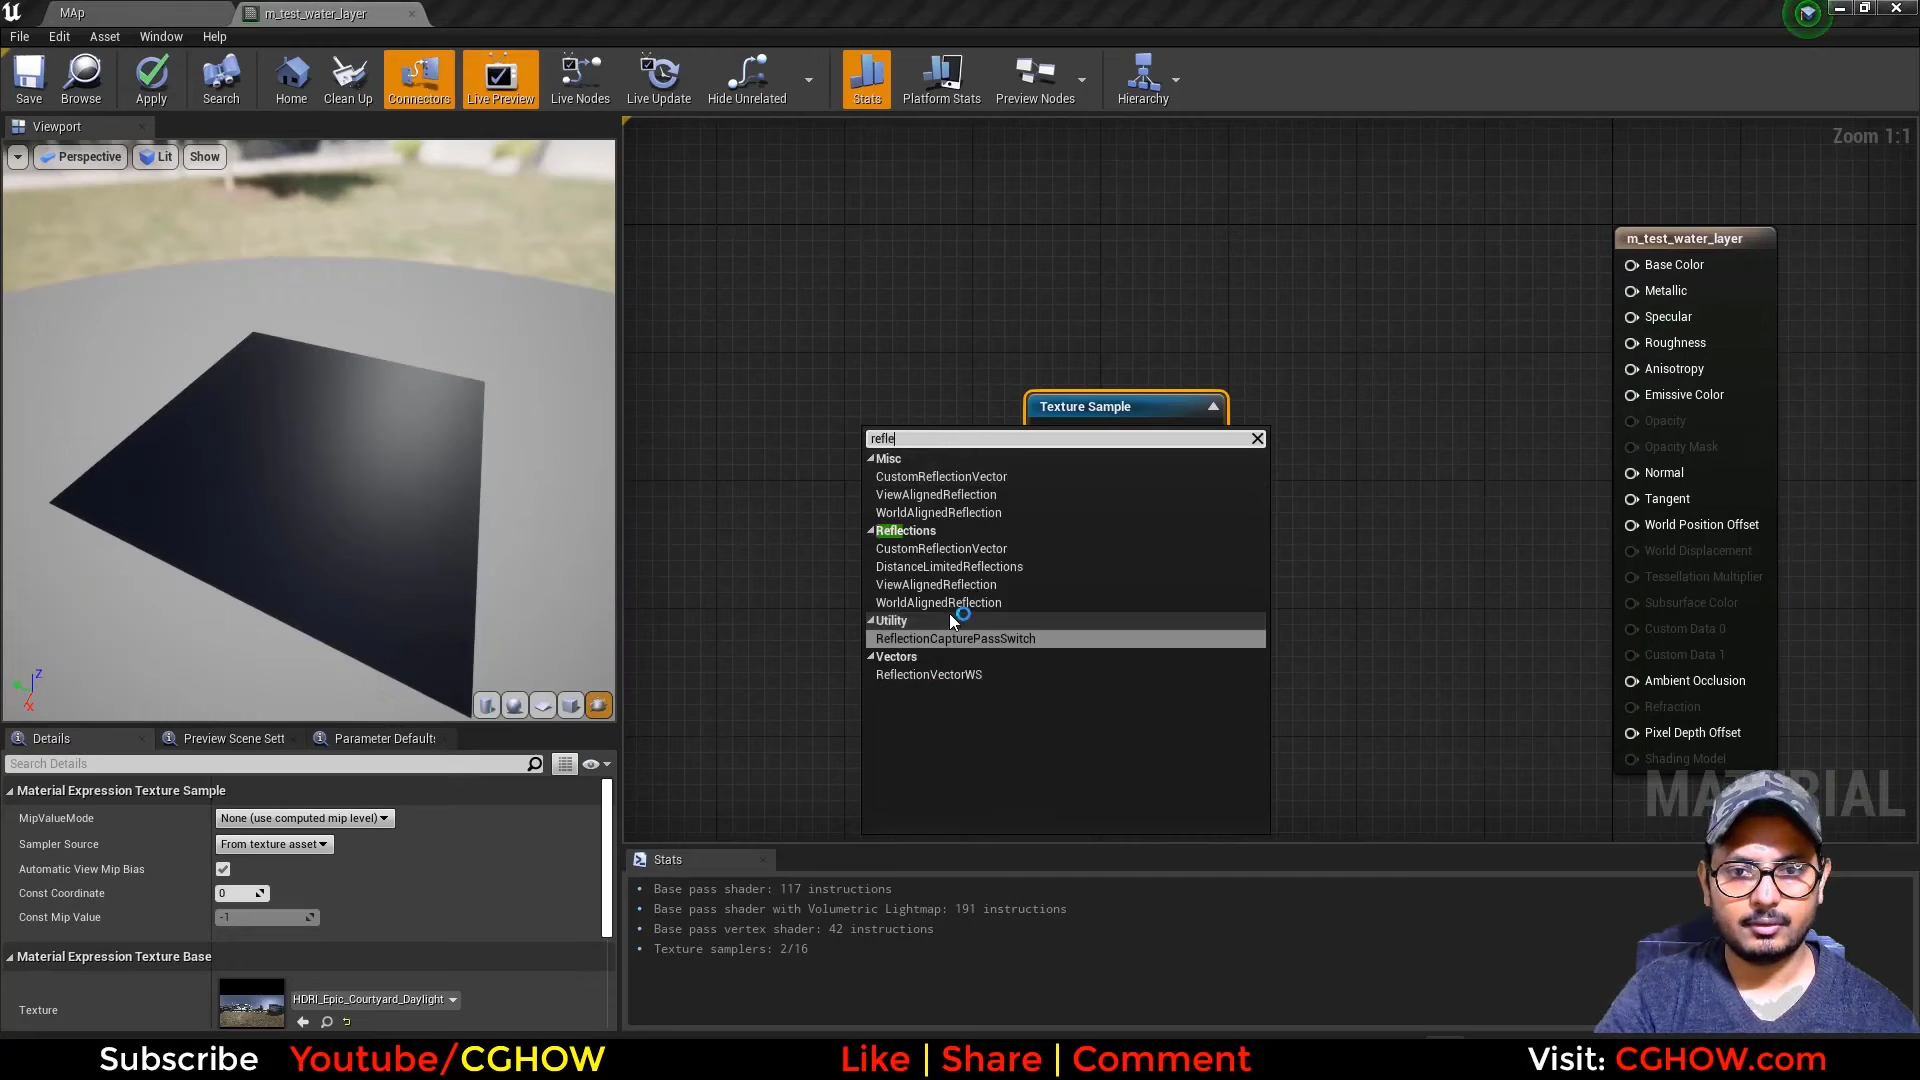 MAp
m_test_water_layer
File Edit Asset Window Help
Save Browse Apply Search Home Clean Up Connectors Live Preview Live Nodes Live Update Hide Unrelated Stats Platform Stats Preview Nodes Hierarchy
Viewport
Perspective Lit Show
Zoom 1:1
m_test_water_layer
Base Color
Metallic
Specular
Roughness
Anisotropy
Emissive Color
Opacity
Opacity Mask
Normal
Tangent
World Position Offset
World Displacement
Tessellation Multiplier
Subsurface Color
Custom Data 0
Custom Data 1
Ambient Occlusion
Refraction
Pixel Depth Offset
Shading Model
Texture Sample
refle
Misc
CustomReflectionVector
ViewAlignedReflection
WorldAlignedReflection
Reflections
CustomReflectionVector
DistanceLimitedReflections
ViewAlignedReflection
WorldAlignedReflection
Utility
ReflectionCapturePassSwitch
Vectors
ReflectionVectorWS
Z
X
Details Preview Scene Sett Parameter Default
Search Details
Material Expression Texture Sample
MipValueMode None (use computed mip level)
Sampler Source From texture asset
Automatic View Mip Bias
Const Coordinate 0
Const Mip Value -1
Material Expression Texture Base
Texture HDRI_Epic_Courtyard_Daylight
Stats
Base pass shader: 117 instructions
Base pass shader with Volumetric Lightmap: 191 instructions
Base pass vertex shader: 42 instructions
Texture samplers: 2/16
Subscribe Youtube/CGHOW Like | Share | Comment Visit: CGHOW.com